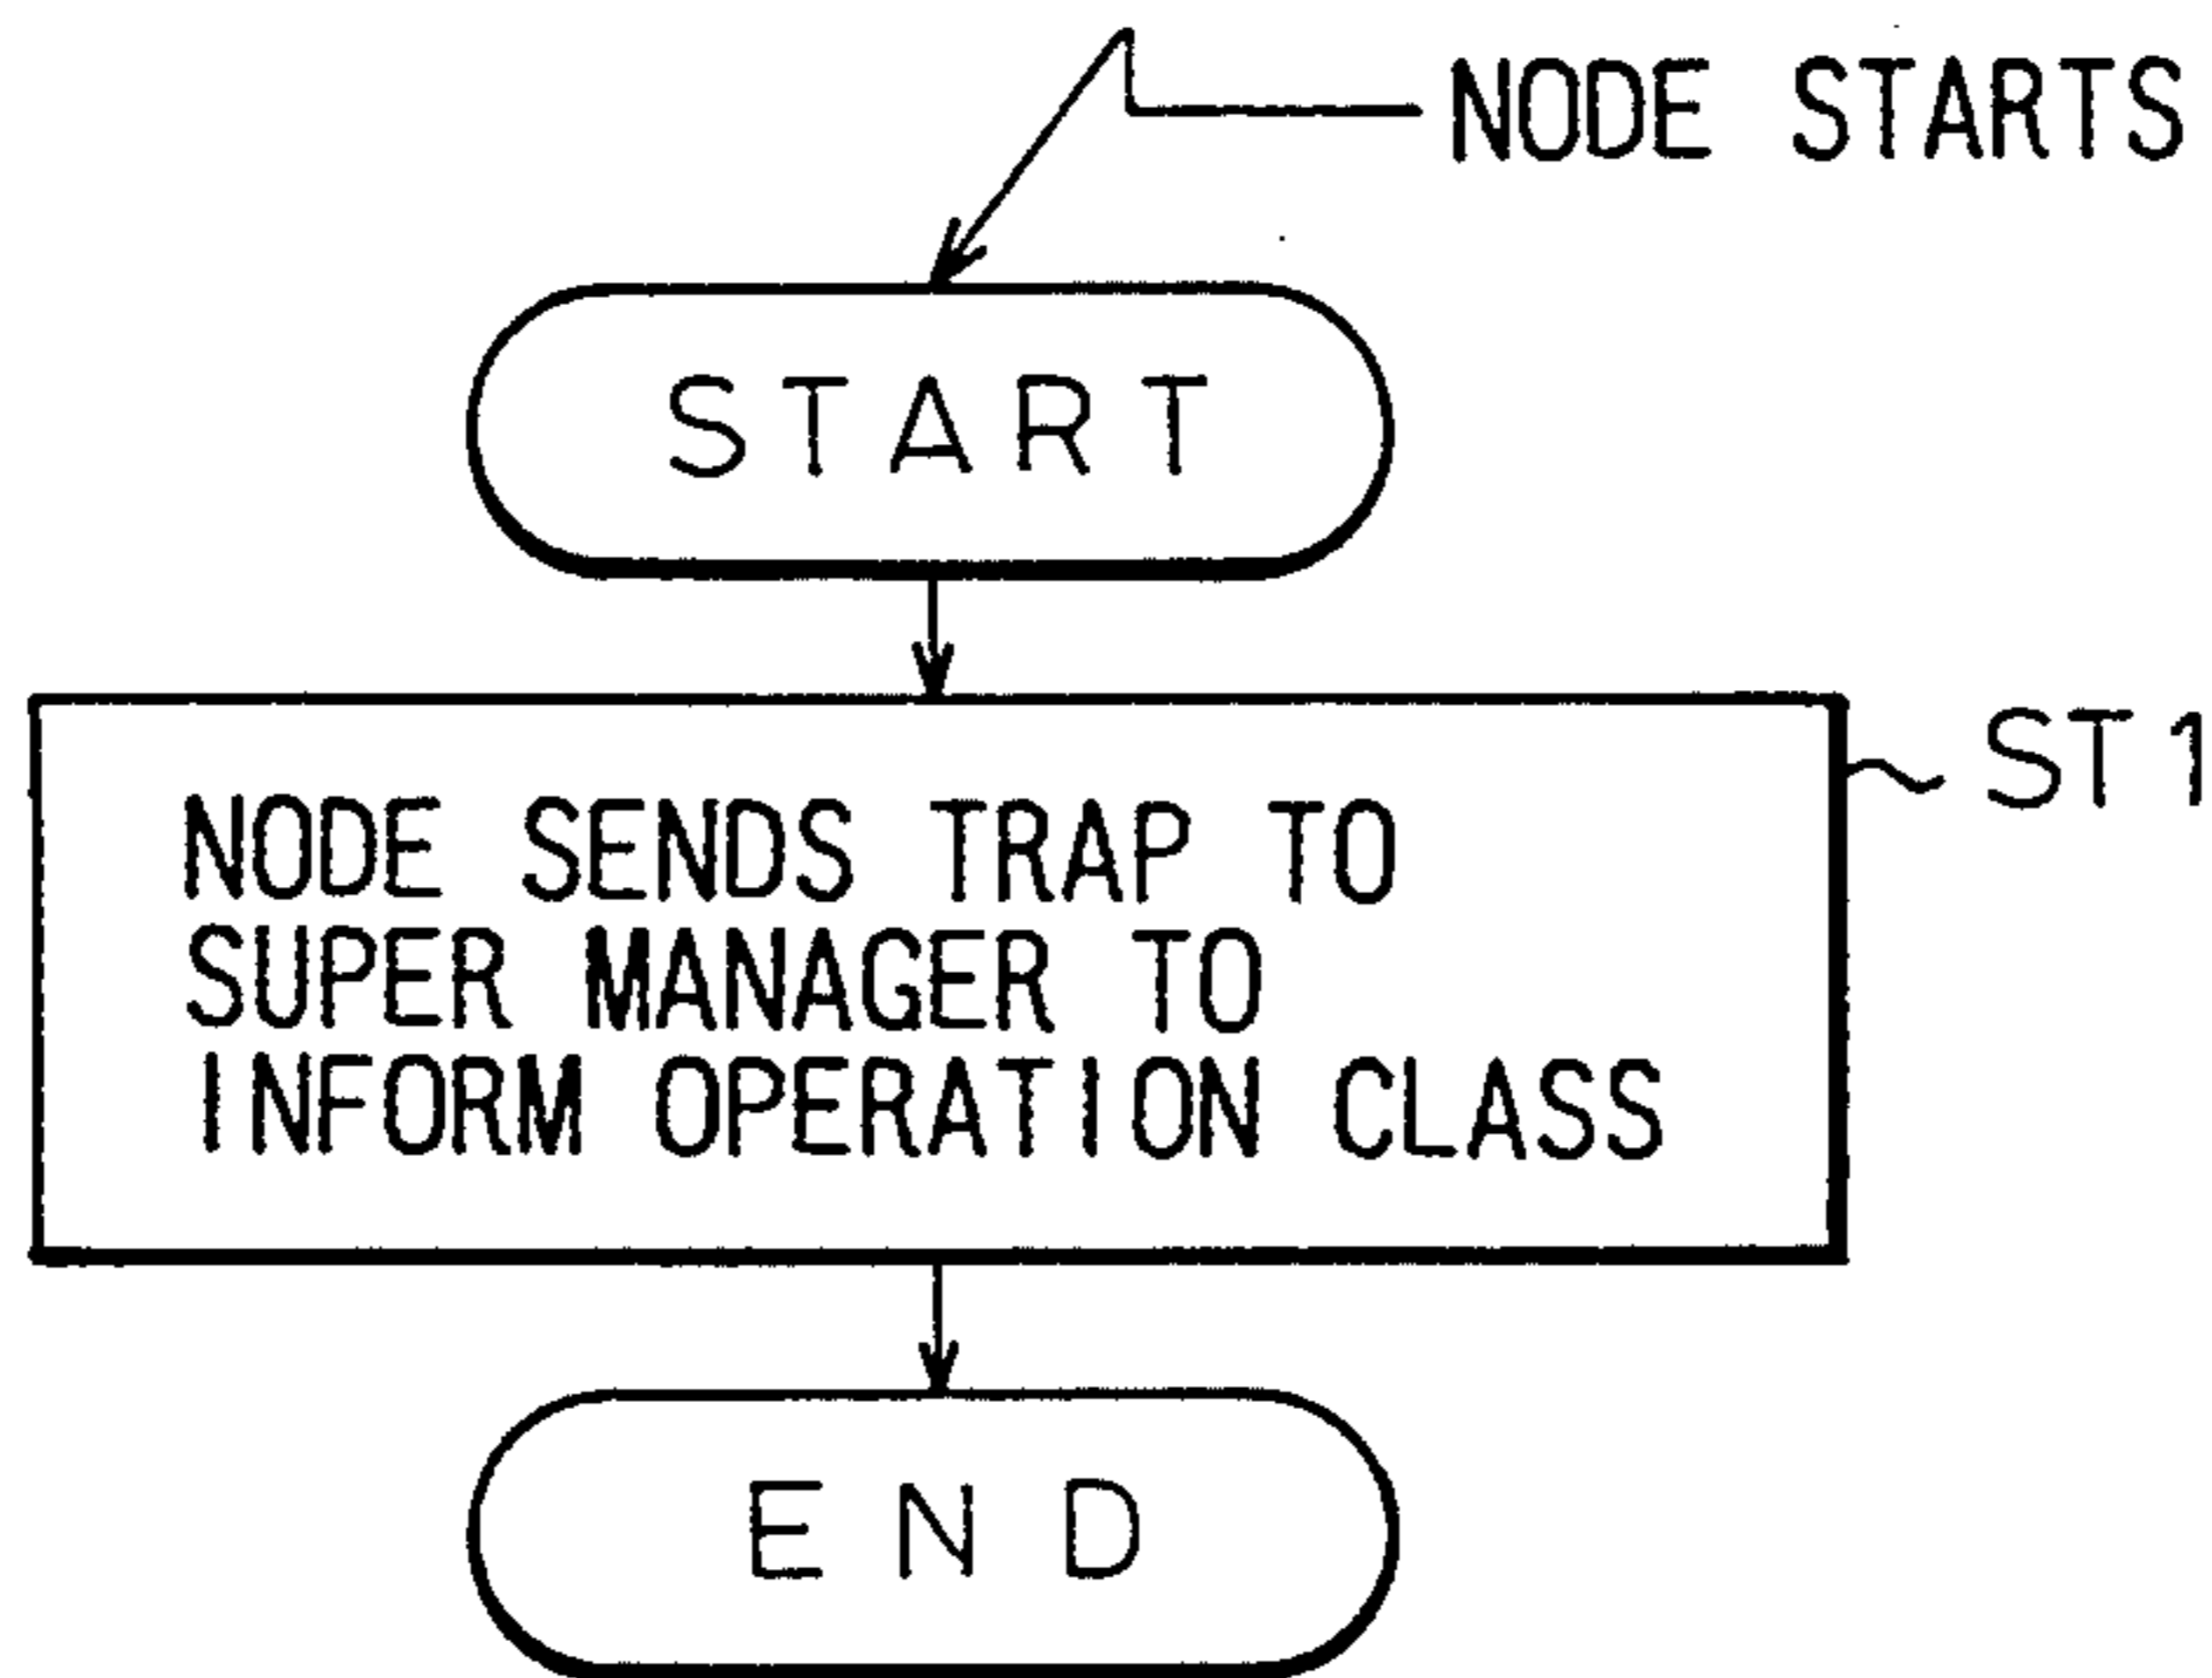 NODE STARTS
START
ST1
NODE SENDS TRAP TO
SUPER MANAGER TO
INFORM OPERATION CLASS
END